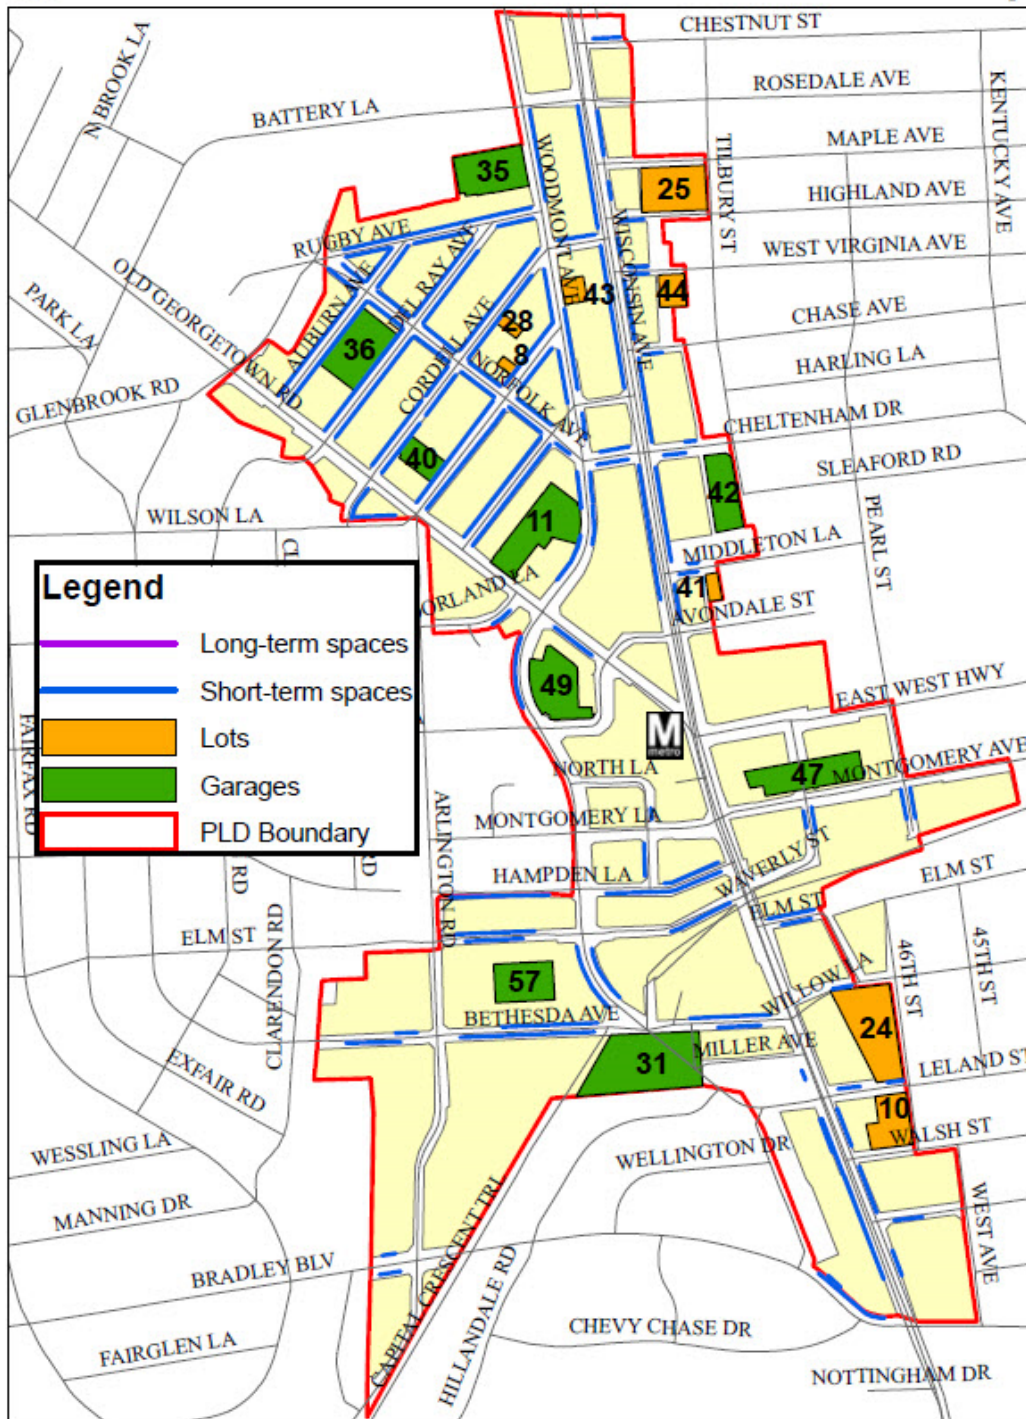 CHESTNUT ST
N BROOK LA
ROSEDALE AVE
KENTUCKY AVE
BATTERY LA
MAPLE AVE
TILBURY ST
WOODMONT AVE
35
25
HIGHLAND AVE
RUGBY AVE
WISCONSIN AVE
WEST VIRGINIA AVE
OLD GEORGETOWN RD
DEL RAY AVE
AUBURN AVE
PARK LA
43
44
28
CHASE AVE
CORDELL AVE
36
8
HARLING LA
GLENBROOK RD
NORFOLK AVE
CHELTENHAM DR
40
SLEAFORD RD
42
WILSON LA
11
PEARL ST
MIDDLETON LA
CL
41
ORLAND LA
AVONDALE ST
Legend
Long-term spaces
Short-term spaces
Lots
Garages
PLD Boundary
49
EAST WEST HWY
M
metro
FAIRFAX RD
NORTH LA
47
MONTGOMERY AVE
ARLINGTON RD
MONTGOMERY LA
WAVERLY ST
RD
RD
HAMPDEN LA
ELM ST
ELM ST
ELM ST
CLARENDON RD
46TH ST
45TH ST
57
WILLOW LA
BETHESDA AVE
24
MILLER AVE
31
EXFAIR RD
LELAND ST
10
WALSH ST
WESSLING LA
WELLINGTON DR
MANNING DR
WEST AVE
CAPITAL CRESCENT TRL
BRADLEY BLV
HILLANDALE RD
CHEVY CHASE DR
FAIRGLEN LA
NOTTINGHAM DR